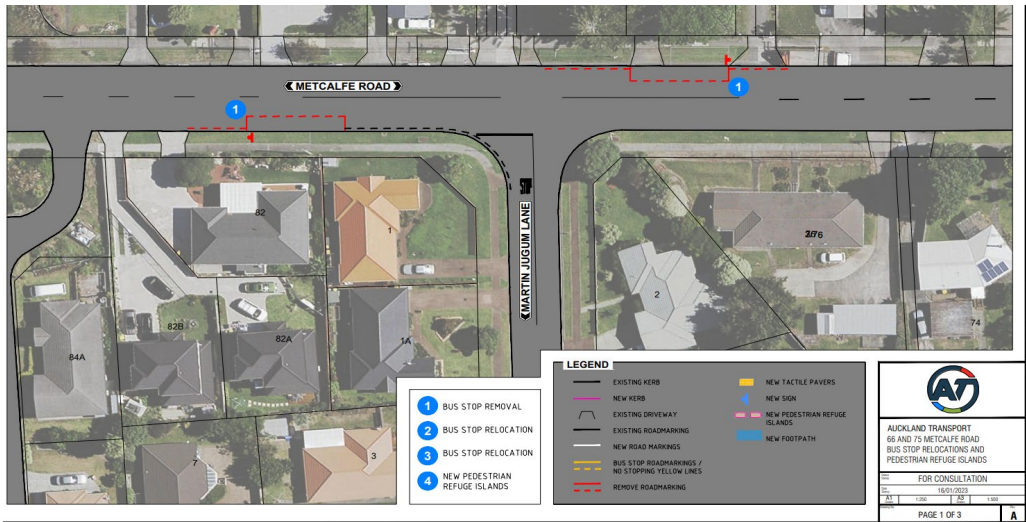 METCALFE ROAD
1
1
STOP
MARTIN JUGUM LANE
82
1
2
74
84A
82B
82A
1A
7
3
1 BUS STOP REMOVAL
2 BUS STOP RELOCATION
3 BUS STOP RELOCATION
4 NEW PEDESTRIAN
REFUGE ISLANDS
LEGEND
EXISTING KERB
NEW KERB
EXISTING DRIVEWAY
EXISTING ROADMARKING
NEW ROAD MARKINGS
BUS STOP ROADMARKINGS /
NO STOPPING YELLOW LINES
REMOVE ROADMARKING
NEW TACTILE PAVERS
NEW SIGN
NEW PEDESTRIAN REFUGE
ISLANDS
NEW FOOTPATH
AT
AUCKLAND TRANSPORT
66 AND 75 METCALFE ROAD
BUS STOP RELOCATIONS AND
PEDESTRIAN REFUGE ISLANDS
FOR CONSULTATION
16/01/2023
A1 1:250 A3 1:500
PAGE 1 OF 3
A